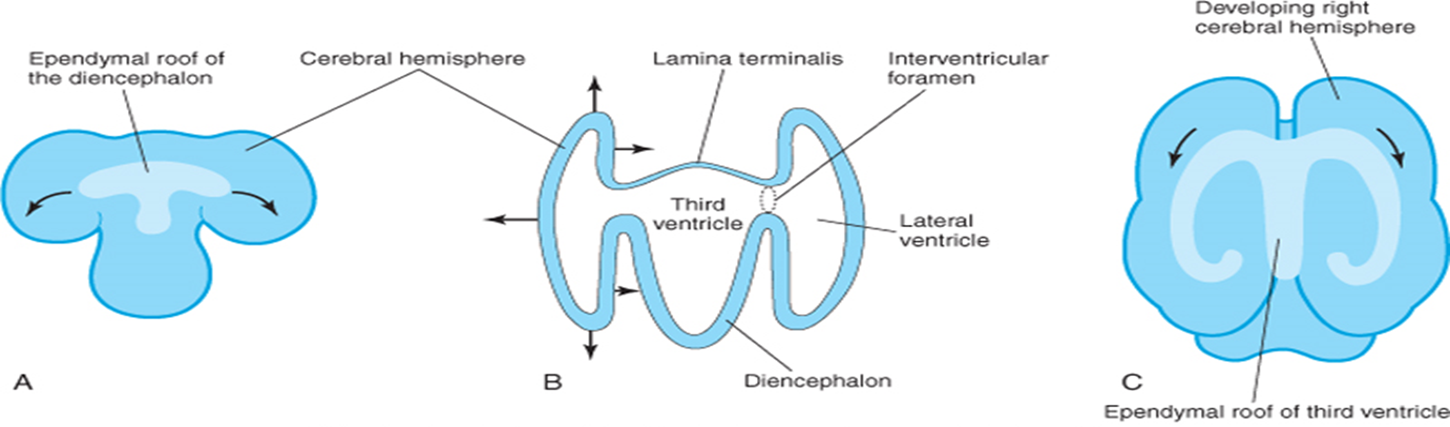 Ependymal roof of
the diencephalon
Cerebral hemisphere
Lamina terminalis
Interventricular
foramen
Developing right
cerebral hemisphere
Third
ventricle
Lateral
ventricle
Diencephalon
A
B
C
Ependymal roof of third ventricle